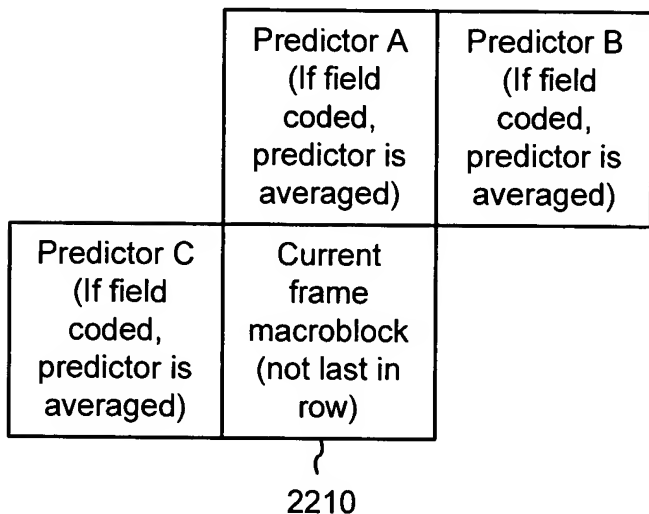 Predictor A
(If field
coded,
predictor is
averaged)
Predictor B
(If field
coded,
predictor is
averaged)
Predictor C
(If field
coded,
predictor is
averaged)
Current
frame
macroblock
(not last in
row)
2210